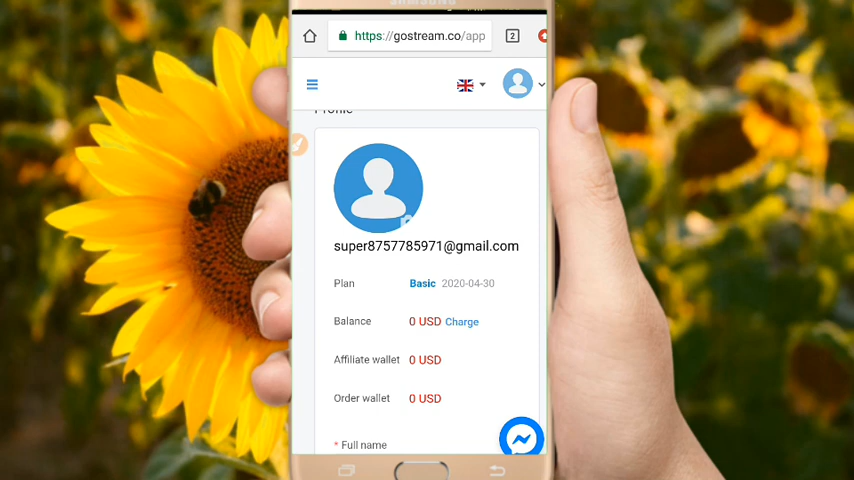 SAMSUNG
https://gostream.co/app
2
Profile
super8757785971@gmail.com
Plan Basic 2020-04-30
Balance 0 USD Charge
Affiliate wallet 0 USD
Order wallet 0 USD
* Full name